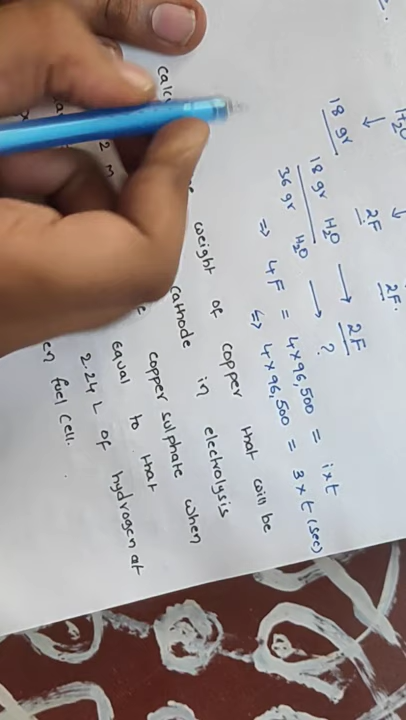 H2O
↓ ↓
18 gr 2F 2F.
18 gr H2O → 2F
36 gr H2O → ?
⇒ 4F = 4×96,500 = i×t
⇒ 4×96,500 = 3×t (sec)
weight of copper that will be
cathode in electrolysis
copper sulphate when
equal to that
2.24 L of hydrogen at
fuel cell.